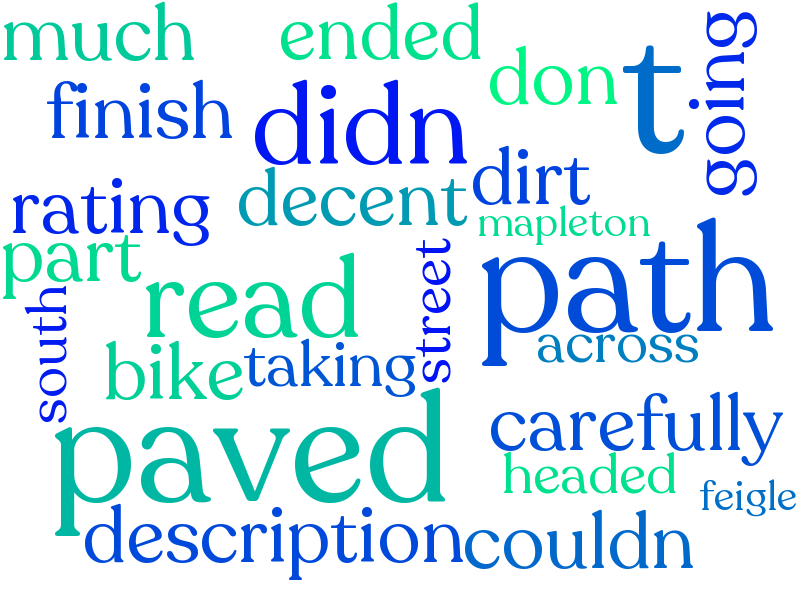 much
ended
going
don
t
finish
didn
rating
decent
dirt
mapleton
part
read
street
path
south
across
bike
taking
paved
carefully
headed
feigle
description
couldn